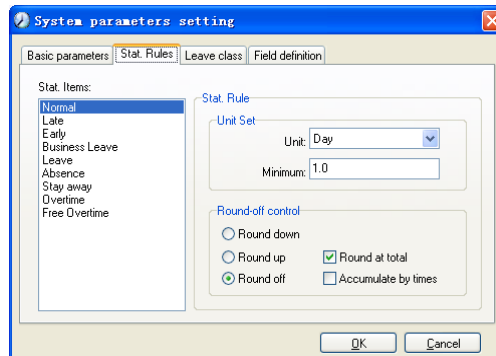 System parameters setting
Basic parameters Stat. Rules Leave class Field definition
Stat. Items:
Normal
Late
Early
Business Leave
Leave
Absence
Stay away
Overtime
Free Overtime
Stat. Rule
Unit Set
Unit: Day
Minimum: 1.0
Round-off control
Round down
Round up Round at total
Round off Accumulate by times
OK Cancel